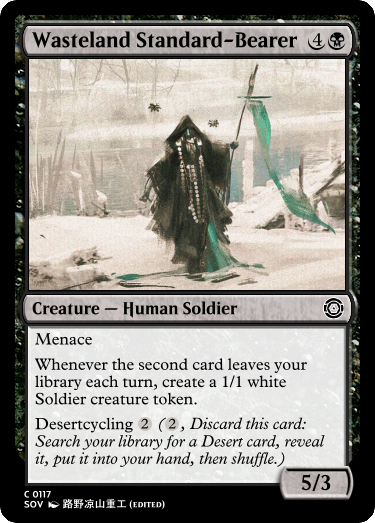 Wasteland Standard-Bearer 4
Creature — Human Soldier
Menace
Whenever the second card leaves your
library each turn, create a 1/1 white
Soldier creature token.
Desertcycling 2 (2, Discard this card:
Search your library for a Desert card, reveal
it, put it into your hand, then shuffle.)
5/3
C 0117
SOV 路野凉山重工 (EDITED)